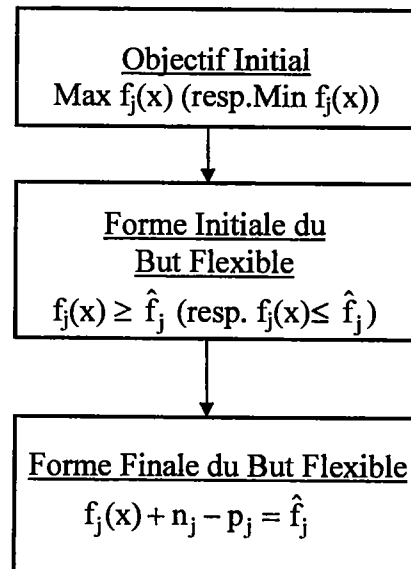 Objectif Initial
Max fj(x) (resp.Min fj(x))
Forme Initiale du
But Flexible
fj(x) ≥ f̂j (resp. fj(x)≤ f̂j)
Forme Finale du But Flexible
fj(x) + nj − pj = f̂j